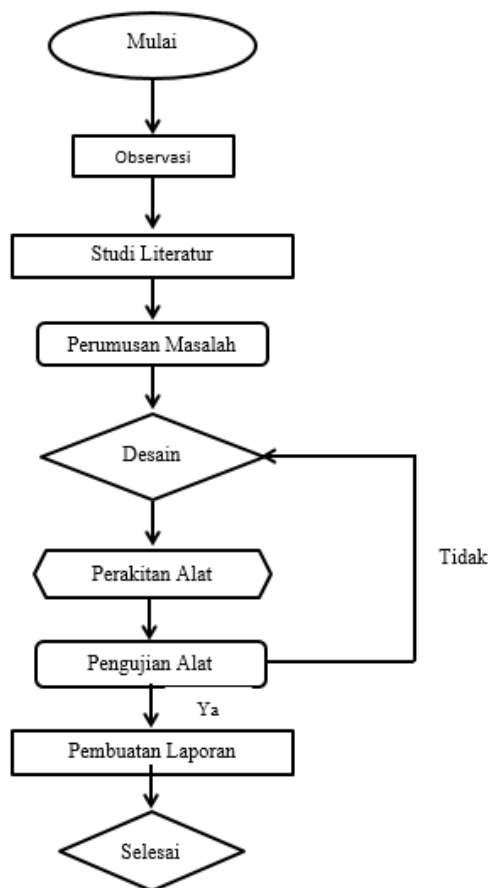 Mulai
Observasi
Studi Literatur
Perumusan Masalah
Desain
Tidak
Perakitan Alat
Pengujian Alat
Ya
Pembuatan Laporan
Selesai